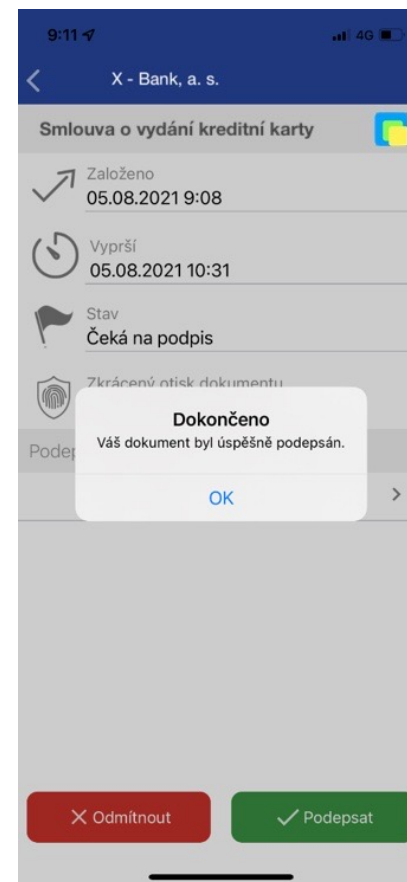 9:11
4G
X - Bank, a. s.
Smlouva o vydání kreditní karty
Založeno
05.08.2021 9:08
Vyprší
05.08.2021 10:31
Stav
Čeká na podpis
Zkrácený otisk dokumentu
Dokončeno
Váš dokument byl úspěšně podepsán.
OK
Odmítnout
Podepsat